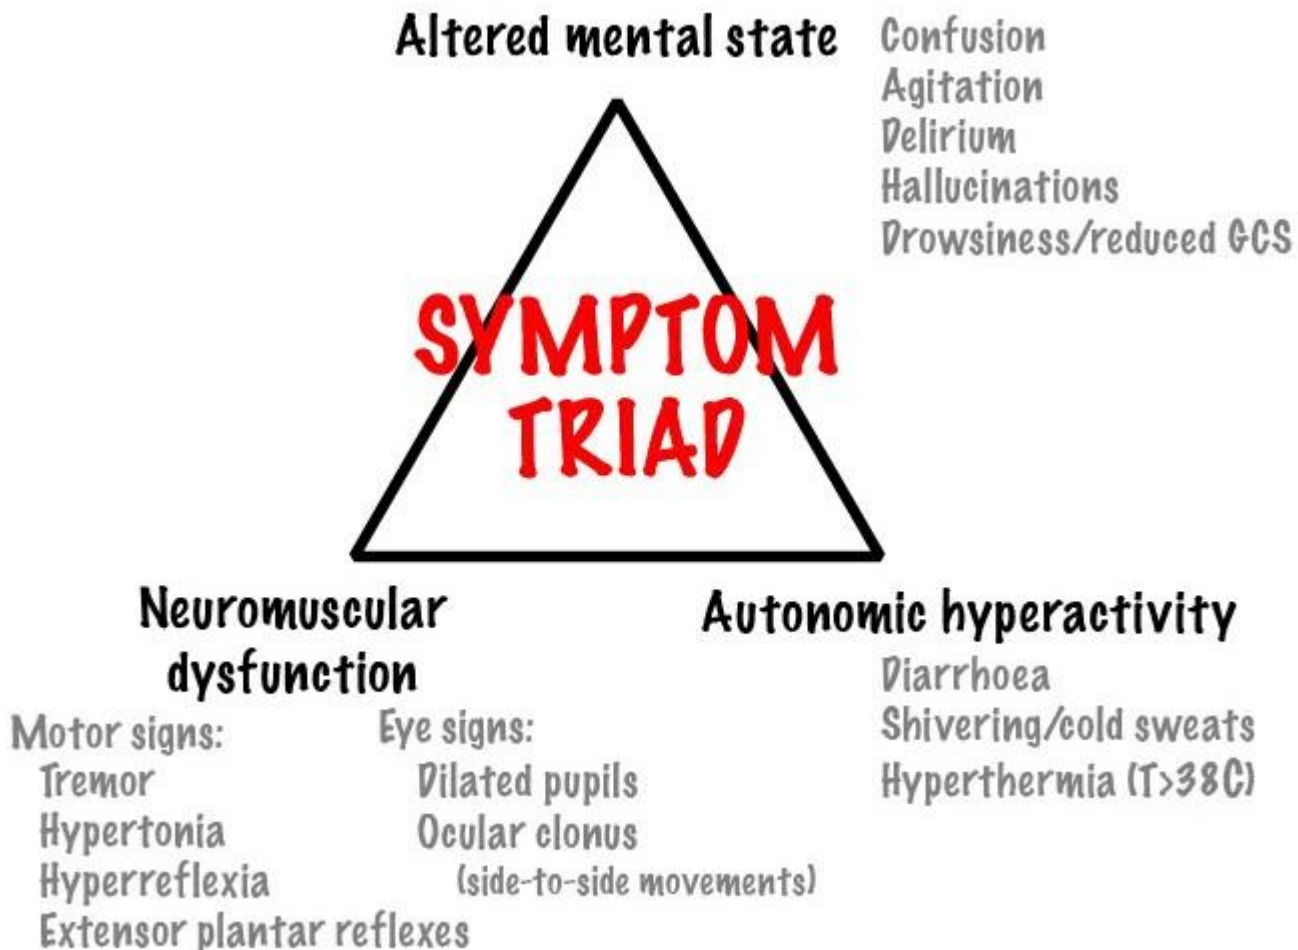 Altered mental state
Confusion
Agitation
Delirium
Hallucinations
Drowsiness/reduced GCS
SYMPTOM
TRIAD
Neuromuscular
dysfunction
Motor signs:
Tremor
Hypertonia
Hyperreflexia
Extensor plantar reflexes
Eye signs:
Dilated pupils
Ocular clonus
(side-to-side movements)
Autonomic hyperactivity
Diarrhoea
Shivering/cold sweats
Hyperthermia (T>38C)